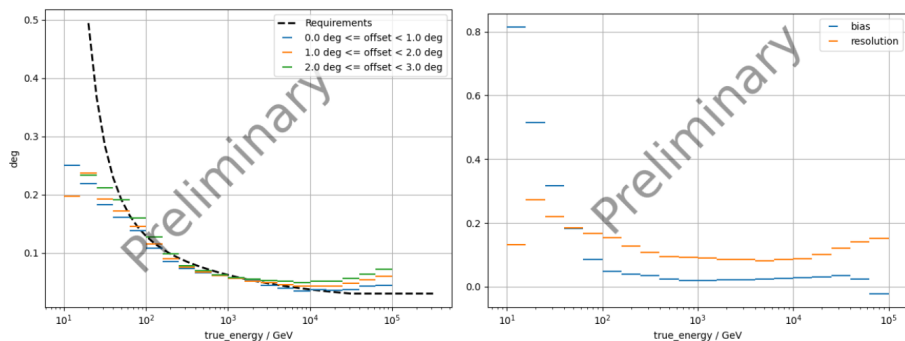 Requirements
0.0 deg <= offset < 1.0 deg
1.0 deg <= offset < 2.0 deg
2.0 deg <= offset < 3.0 deg
0.5
0.4
0.3
0.2
0.1
deg
Preliminary
10¹ 10² 10³ 10⁴ 10⁵
true_energy / GeV
bias
resolution
0.8
0.6
0.4
0.2
0.0
Preliminary
10¹ 10² 10³ 10⁴ 10⁵
true_energy / GeV